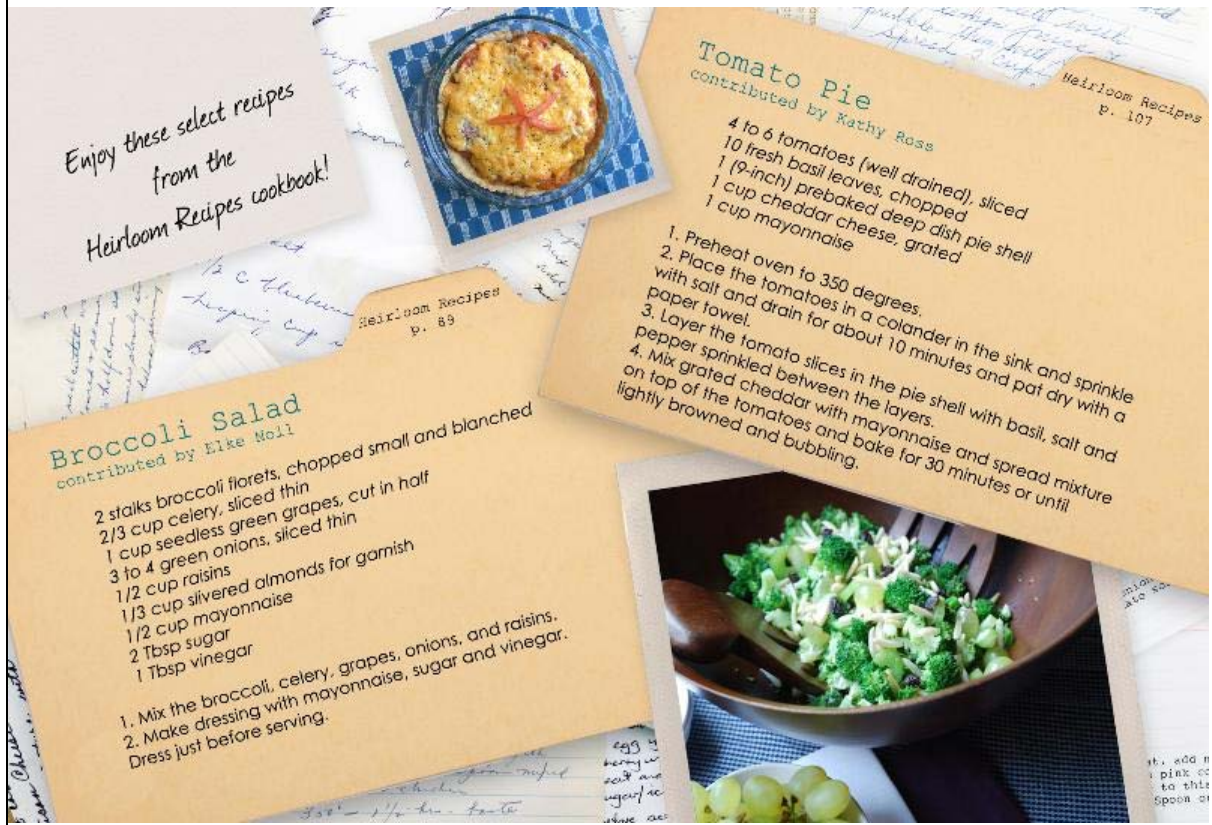 Enjoy these select recipes
from the
Heirloom Recipes cookbook!
Heirloom Recipes
p. 107
Tomato Pie
contributed by Kathy Ross
4 to 6 tomatoes (well drained), sliced
10 fresh basil leaves, chopped
1 (9-inch) prebaked deep dish pie shell
1 cup cheddar cheese, grated
1 cup mayonnaise
1. Preheat oven to 350 degrees.
2. Place the tomatoes in a colander in the sink and sprinkle
with salt and drain for about 10 minutes and pat dry with a
paper towel.
3. Layer the tomato slices in the pie shell with basil, salt and
pepper sprinkled between the layers.
4. Mix grated cheddar with mayonnaise and spread mixture
on top of the tomatoes and bake for 30 minutes or until
lightly browned and bubbling.
Heirloom Recipes
p. 89
Broccoli Salad
contributed by Elke Noll
2 stalks broccoli florets, chopped small and blanched
2/3 cup celery, sliced thin
1 cup seedless green grapes, cut in half
3 to 4 green onions, sliced thin
1/2 cup raisins
1/3 cup slivered almonds for garnish
1/2 cup mayonnaise
2 Tbsp sugar
1 Tbsp vinegar
1. Mix the broccoli, celery, grapes, onions, and raisins.
2. Make dressing with mayonnaise, sugar and vinegar.
Dress just before serving.
1/2 C
cup
egg
to this